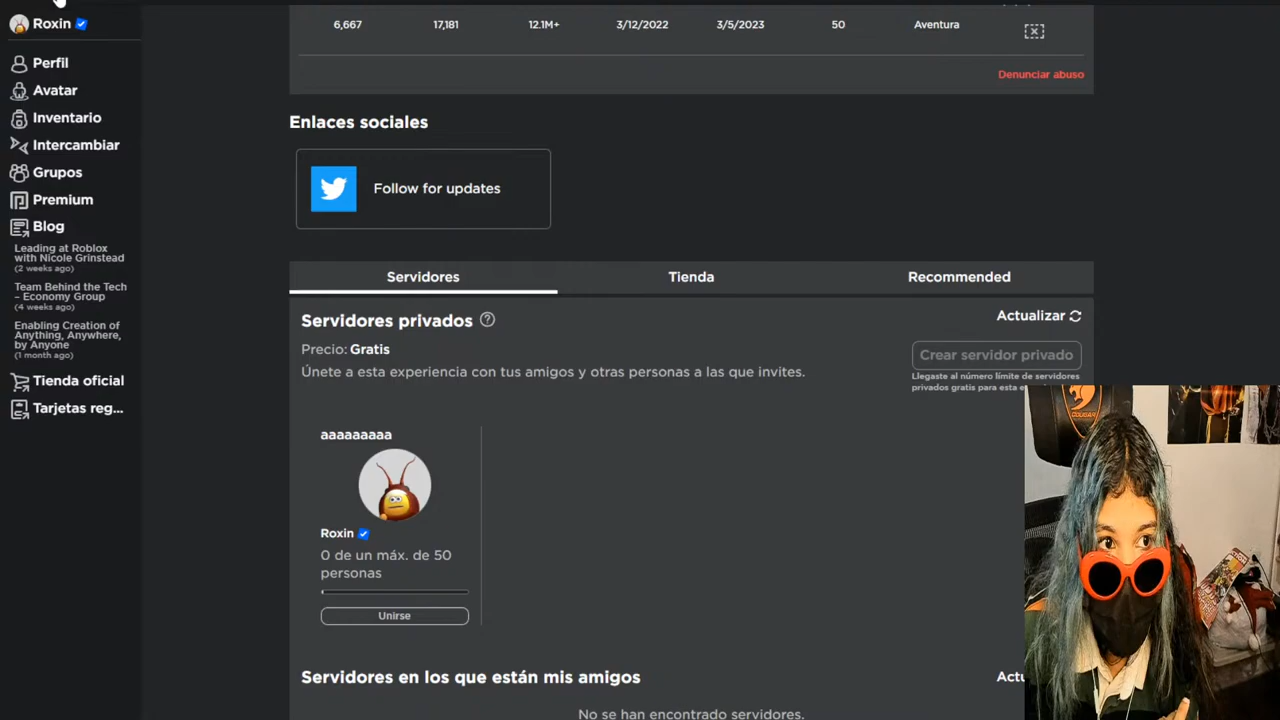 Roxin
Perfil
Avatar
Inventario
Intercambiar
Grupos
Premium
Blog
Leading at Roblox
with Nicole Grinstead
(2 weeks ago)
Team Behind the Tech
– Economy Group
(4 weeks ago)
Enabling Creation of
Anything, Anywhere,
by Anyone
(1 month ago)
Tienda oficial
Tarjetas reg...
6,667 17,181 12.1M+ 3/12/2022 3/5/2023 50 Aventura
Denunciar abuso
Enlaces sociales
Follow for updates
Servidores Tienda Recommended
Servidores privados
Actualizar
Precio: Gratis
Únete a esta experiencia con tus amigos y otras personas a las que invites.
Crear servidor privado
Llegaste al número límite de servidores
privados gratis para esta e
aaaaaaaaa
Roxin
0 de un máx. de 50
personas
Unirse
Servidores en los que están mis amigos
Actu
No se han encontrado servidores.
COUGAR